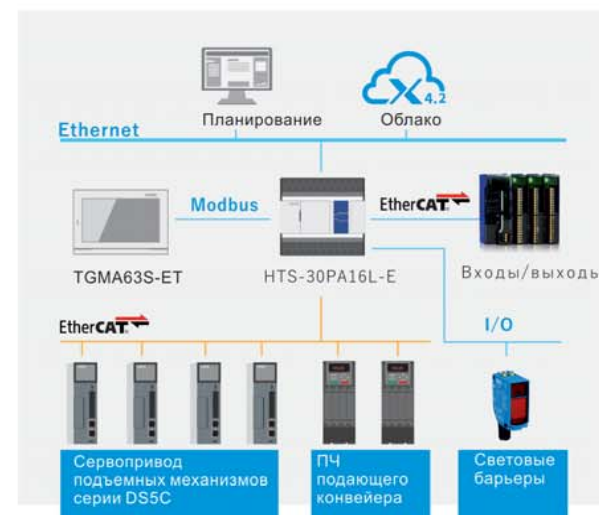 4.2
Планирование
Облако
Ethernet
Modbus
EtherCAT
TGMA63S-ET
HTS-30PA16L-E
Входы/выходы
EtherCAT
I/O
Сервопривод
подъемных механизмов
серии DS5C
ПЧ
подающего
конвейера
Световые
барьеры